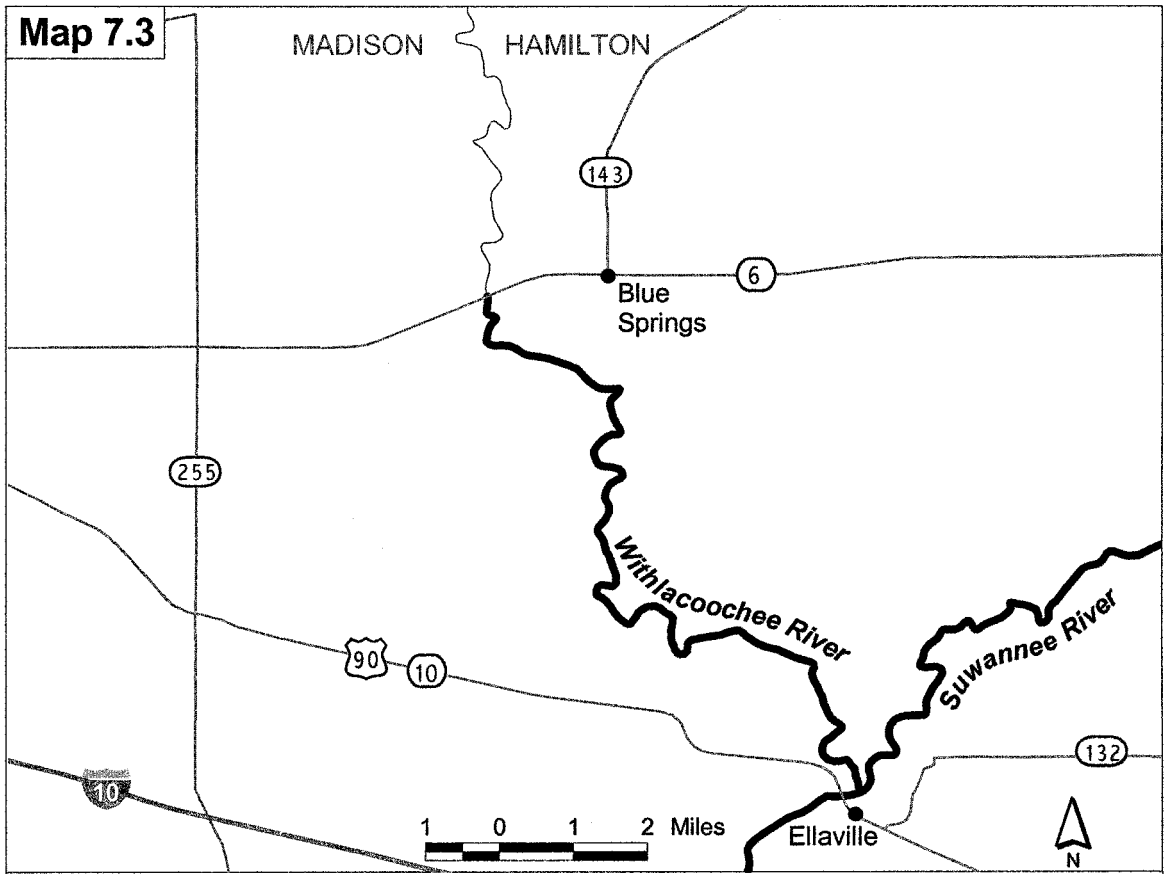 Map 7.3
MADISON
HAMILTON
143
6
Blue
Springs
255
Withlacoochee River
Suwannee River
90
10
132
10
1 0 1 2 Miles
Ellaville
N